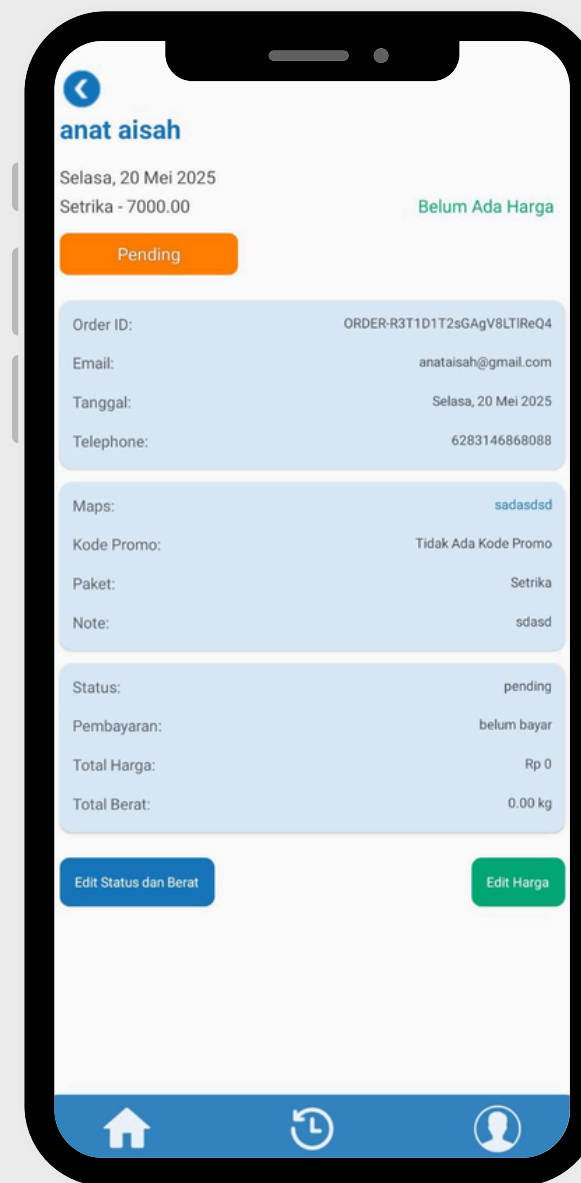 anat aisah
Selasa, 20 Mei 2025
Setrika - 7000.00 Belum Ada Harga
Pending
Order ID: ORDER-R3T1D1T2sGAgV8LTlReQ4
Email: anataisah@gmail.com
Tanggal: Selasa, 20 Mei 2025
Telephone: 6283146868088
Maps: sadasdsd
Kode Promo: Tidak Ada Kode Promo
Paket: Setrika
Note: sdasd
Status: pending
Pembayaran: belum bayar
Total Harga: Rp 0
Total Berat: 0.00 kg
Edit Status dan Berat Edit Harga